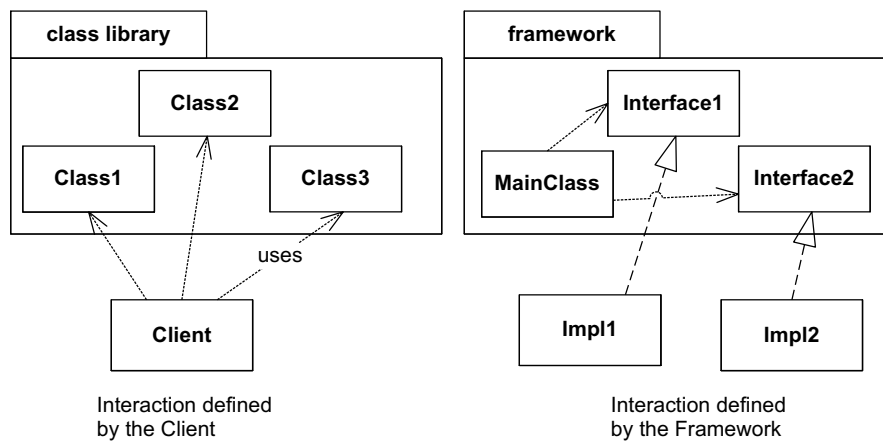 class library
Class2
Class1
Class3
uses
Client
Interaction defined
by the Client
framework
Interface1
MainClass
Interface2
Impl1
Impl2
Interaction defined
by the Framework